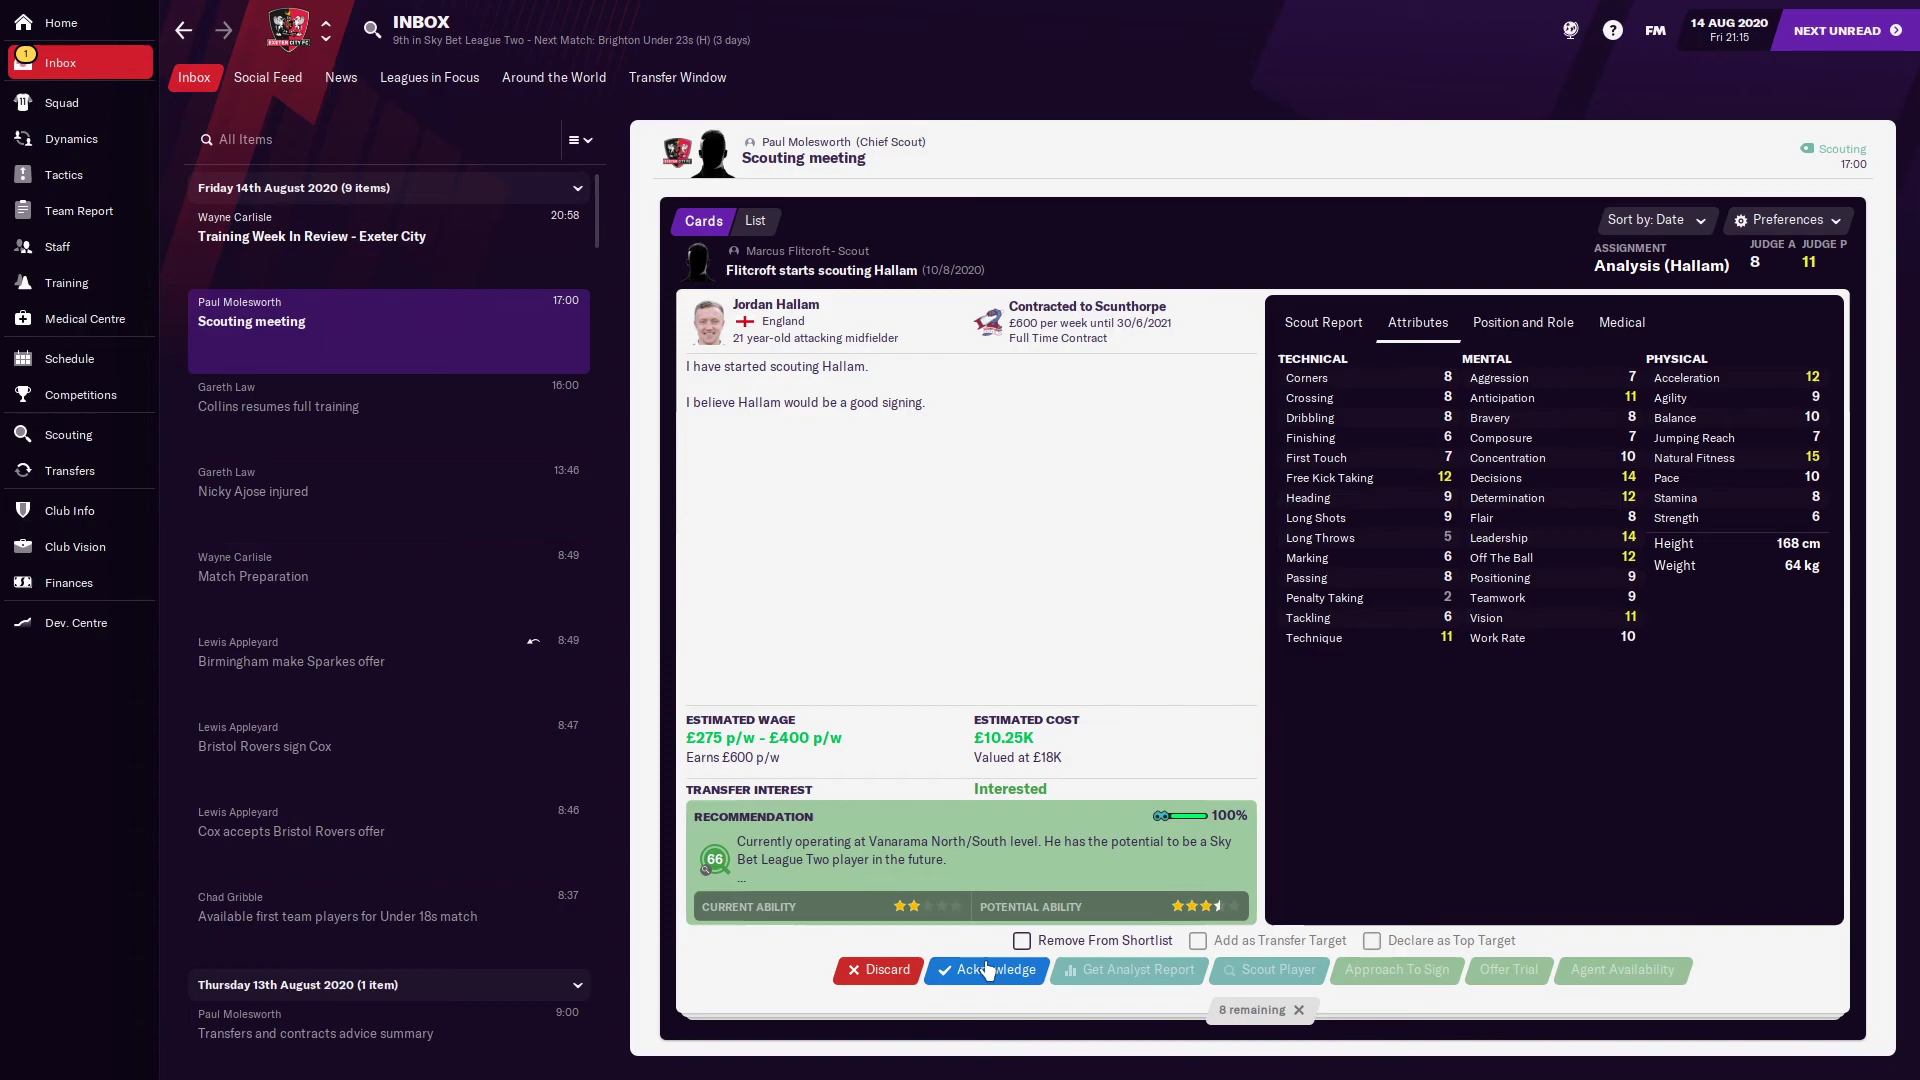 Home
1
Inbox
Squad
Dynamics
Tactics
Team Report
Staff
Training
Medical Centre
Schedule
Competitions
Scouting
Transfers
Club Info
Club Vision
Finances
Dev. Centre
EXETER CITY FC
INBOX
9th in Sky Bet League Two - Next Match: Brighton Under 23s (H) (3 days)
?
FM
14 AUG 2020
Fri 21:15
NEXT UNREAD
Inbox Social Feed News Leagues in Focus Around the World Transfer Window
All Items
Friday 14th August 2020 (9 items)
Wayne Carlisle 20:58
Training Week In Review - Exeter City
Paul Molesworth 17:00
Scouting meeting
Gareth Law 16:00
Collins resumes full training
Gareth Law 13:46
Nicky Ajose injured
Wayne Carlisle 8:49
Match Preparation
Lewis Appleyard 8:49
Birmingham make Sparkes offer
Lewis Appleyard 8:47
Bristol Rovers sign Cox
Lewis Appleyard 8:46
Cox accepts Bristol Rovers offer
Chad Gribble 8:37
Available first team players for Under 18s match
Thursday 13th August 2020 (1 item)
Paul Molesworth 9:00
Transfers and contracts advice summary
Paul Molesworth (Chief Scout)
Scouting meeting
Scouting
17:00
Cards List
Sort by: Date Preferences
Marcus Flitcroft - Scout
Flitcroft starts scouting Hallam (10/8/2020)
ASSIGNMENT JUDGE A JUDGE P
Analysis (Hallam) 8 11
Jordan Hallam
England
21 year-old attacking midfielder
Contracted to Scunthorpe
£600 per week until 30/6/2021
Full Time Contract
I have started scouting Hallam.
I believe Hallam would be a good signing.
ESTIMATED WAGE ESTIMATED COST
£275 p/w - £400 p/w £10.25K
Earns £600 p/w Valued at £18K
TRANSFER INTEREST Interested
RECOMMENDATION 100%
66
Currently operating at Vanarama North/South level. He has the potential to be a Sky
Bet League Two player in the future.
...
CURRENT ABILITY POTENTIAL ABILITY
Scout Report Attributes Position and Role Medical
TECHNICAL MENTAL PHYSICAL
Corners 8 Aggression 7 Acceleration 12
Crossing 8 Anticipation 11 Agility 9
Dribbling 8 Bravery 8 Balance 10
Finishing 6 Composure 7 Jumping Reach 7
First Touch 7 Concentration 10 Natural Fitness 15
Free Kick Taking 12 Decisions 14 Pace 10
Heading 9 Determination 12 Stamina 8
Long Shots 9 Flair 8 Strength 6
Long Throws 5 Leadership 14 Height 168 cm
Marking 6 Off The Ball 12 Weight 64 kg
Passing 8 Positioning 9
Penalty Taking 2 Teamwork 9
Tackling 6 Vision 11
Technique 11 Work Rate 10
Remove From Shortlist Add as Transfer Target Declare as Top Target
Discard Acknowledge Get Analyst Report Scout Player Approach To Sign Offer Trial Agent Availability
8 remaining